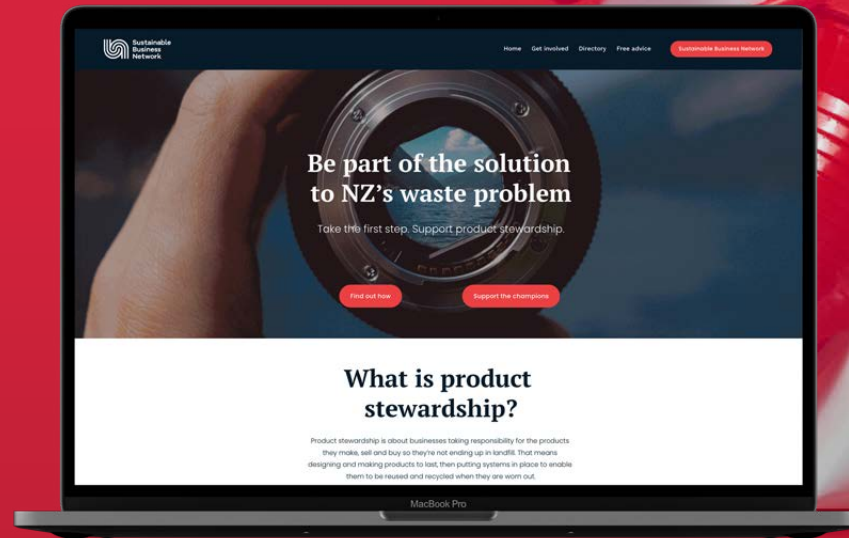 Sustainable
Business
Network
Home Get involved Directory Free advice Sustainable Business Network
Be part of the solution
to NZ's waste problem
Take the first step. Support product stewardship.
Find out how Support the champions
What is product
stewardship?
Product stewardship is about businesses taking responsibility for the products
they make, sell and buy so they're not ending up in landfill. That means
designing and making products to last, then putting systems in place to enable
them to be reused and recycled when they are worn out.
MacBook Pro